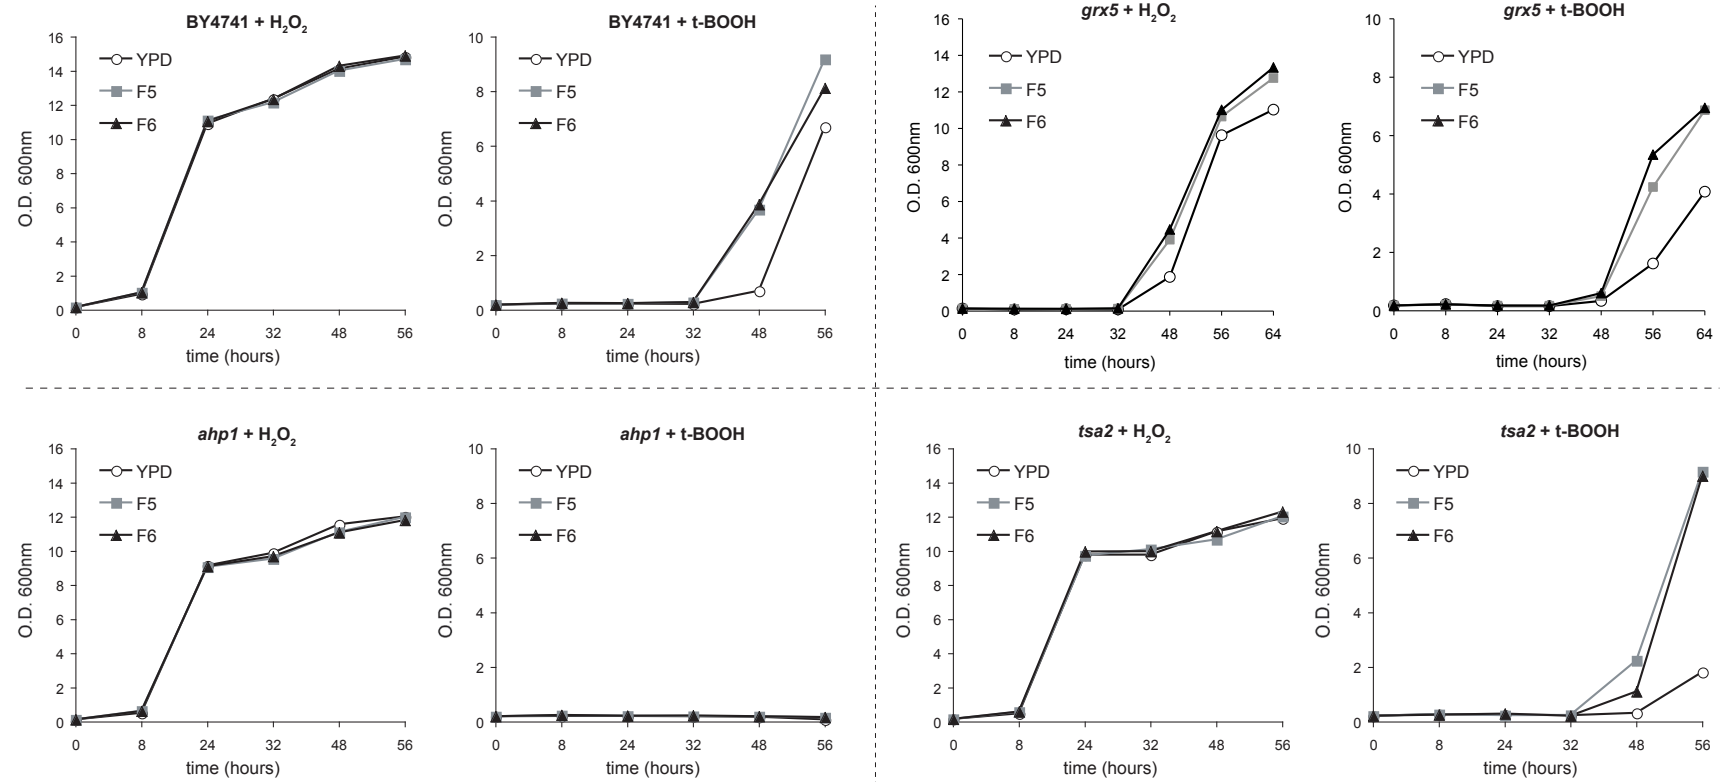 BY4741 + H₂O₂
O.D. 600nm
16
14
12
10
8
6
4
2
0
YPD
F5
F6
0 8 24 32 48 56
time (hours)
BY4741 + t-BOOH
O.D. 600nm
10
8
6
4
2
0
YPD
F5
F6
0 8 24 32 48 56
time (hours)
grx5 + H₂O₂
O.D. 600nm
16
14
12
10
8
6
4
2
0
YPD
F5
F6
0 8 24 32 48 56 64
time (hours)
grx5 + t-BOOH
O.D. 600nm
10
8
6
4
2
0
YPD
F5
F6
0 8 24 32 48 56 64
time (hours)
ahp1 + H₂O₂
O.D. 600nm
16
14
12
10
8
6
4
2
0
YPD
F5
F6
0 8 24 32 48 56
time (hours)
ahp1 + t-BOOH
O.D. 600nm
10
8
6
4
2
0
YPD
F5
F6
0 8 24 32 48 56
time (hours)
tsa2 + H₂O₂
O.D. 600nm
16
14
12
10
8
6
4
2
0
YPD
F5
F6
0 8 24 32 48 56
time (hours)
tsa2 + t-BOOH
O.D. 600nm
10
8
6
4
2
0
YPD
F5
F6
0 8 24 32 48 56
time (hours)